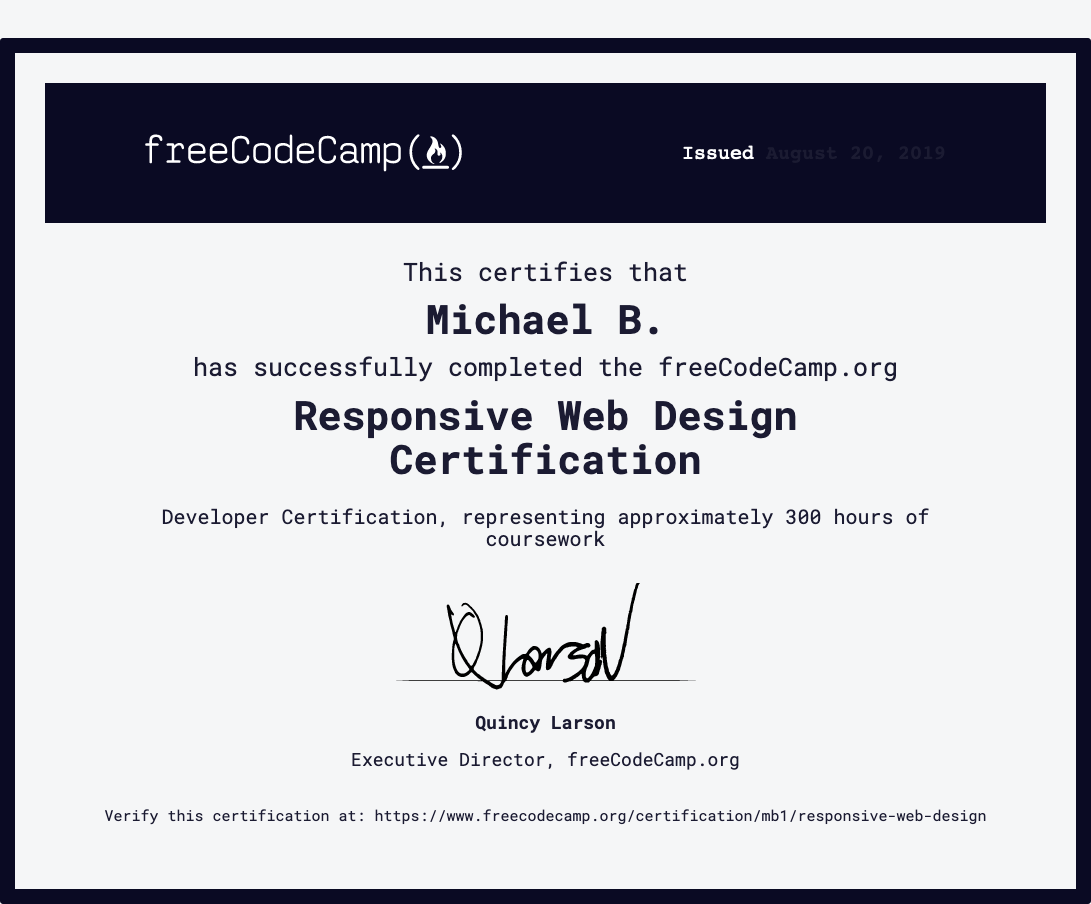 freeCodeCamp(🔥)
Issued August 20, 2019
This certifies that
Michael B.
has successfully completed the freeCodeCamp.org
Responsive Web Design
Certification
Developer Certification, representing approximately 300 hours of
coursework
Q Larson
Quincy Larson
Executive Director, freeCodeCamp.org
Verify this certification at: https://www.freecodecamp.org/certification/mb1/responsive-web-design